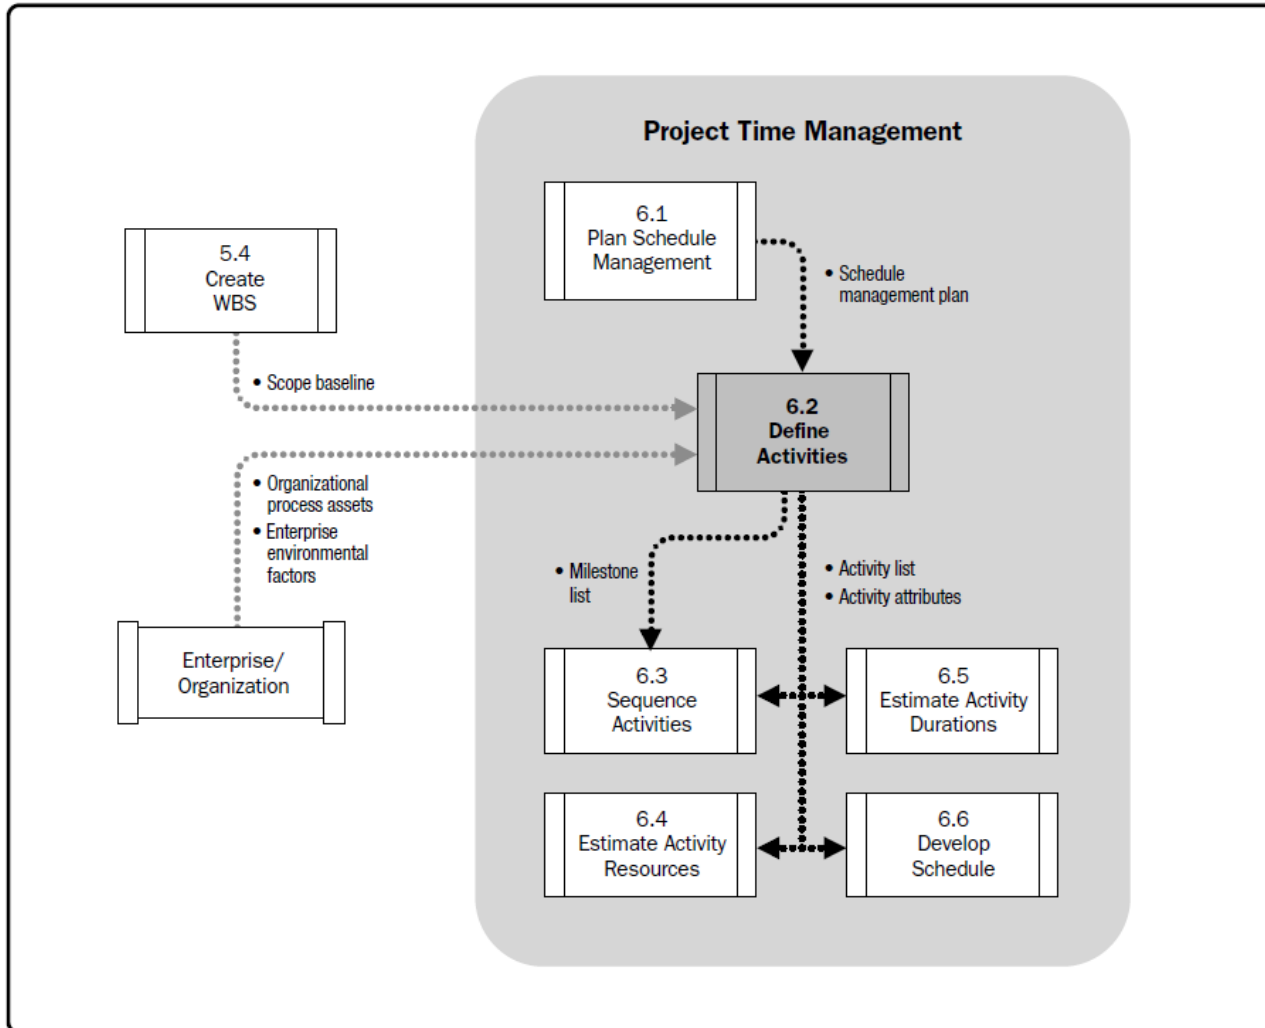 Project Time Management
6.1
Plan Schedule
Management
5.4
Create
WBS
• Schedule
management plan
• Scope baseline
6.2
Define
Activities
• Organizational
process assets
• Enterprise
environmental
factors
• Milestone
list
• Activity list
• Activity attributes
Enterprise/
Organization
6.3
Sequence
Activities
6.5
Estimate Activity
Durations
6.4
Estimate Activity
Resources
6.6
Develop
Schedule